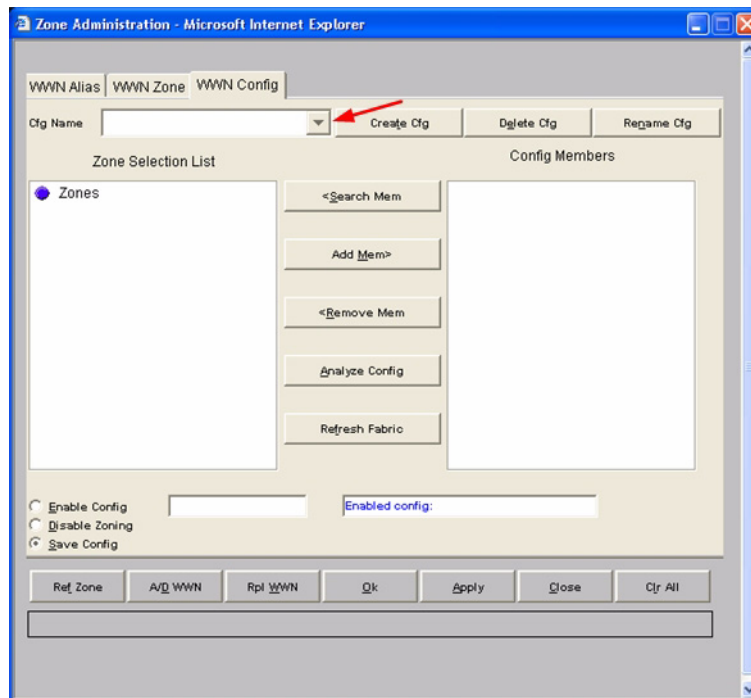 Zone Administration - Microsoft Internet Explorer
WWN Alias WWN Zone WWN Config
Cfg Name Create Cfg Delete Cfg Rename Cfg
Zone Selection List Config Members
Zones
<Search Mem
Add Mem>
<Remove Mem
Analyze Config
Refresh Fabric
Enable Config Enabled config:
Disable Zoning
Save Config
Ref Zone A/D WWN Rpl WWN Ok Apply Close Clr All